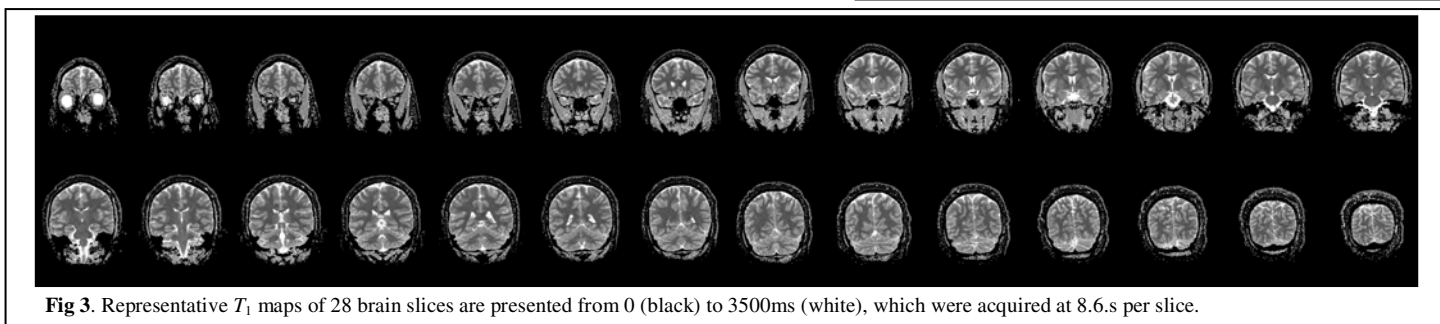 Fig 3. Representative T₁ maps of 28 brain slices are presented from 0 (black) to 3500ms (white), which were acquired at 8.6.s per slice.